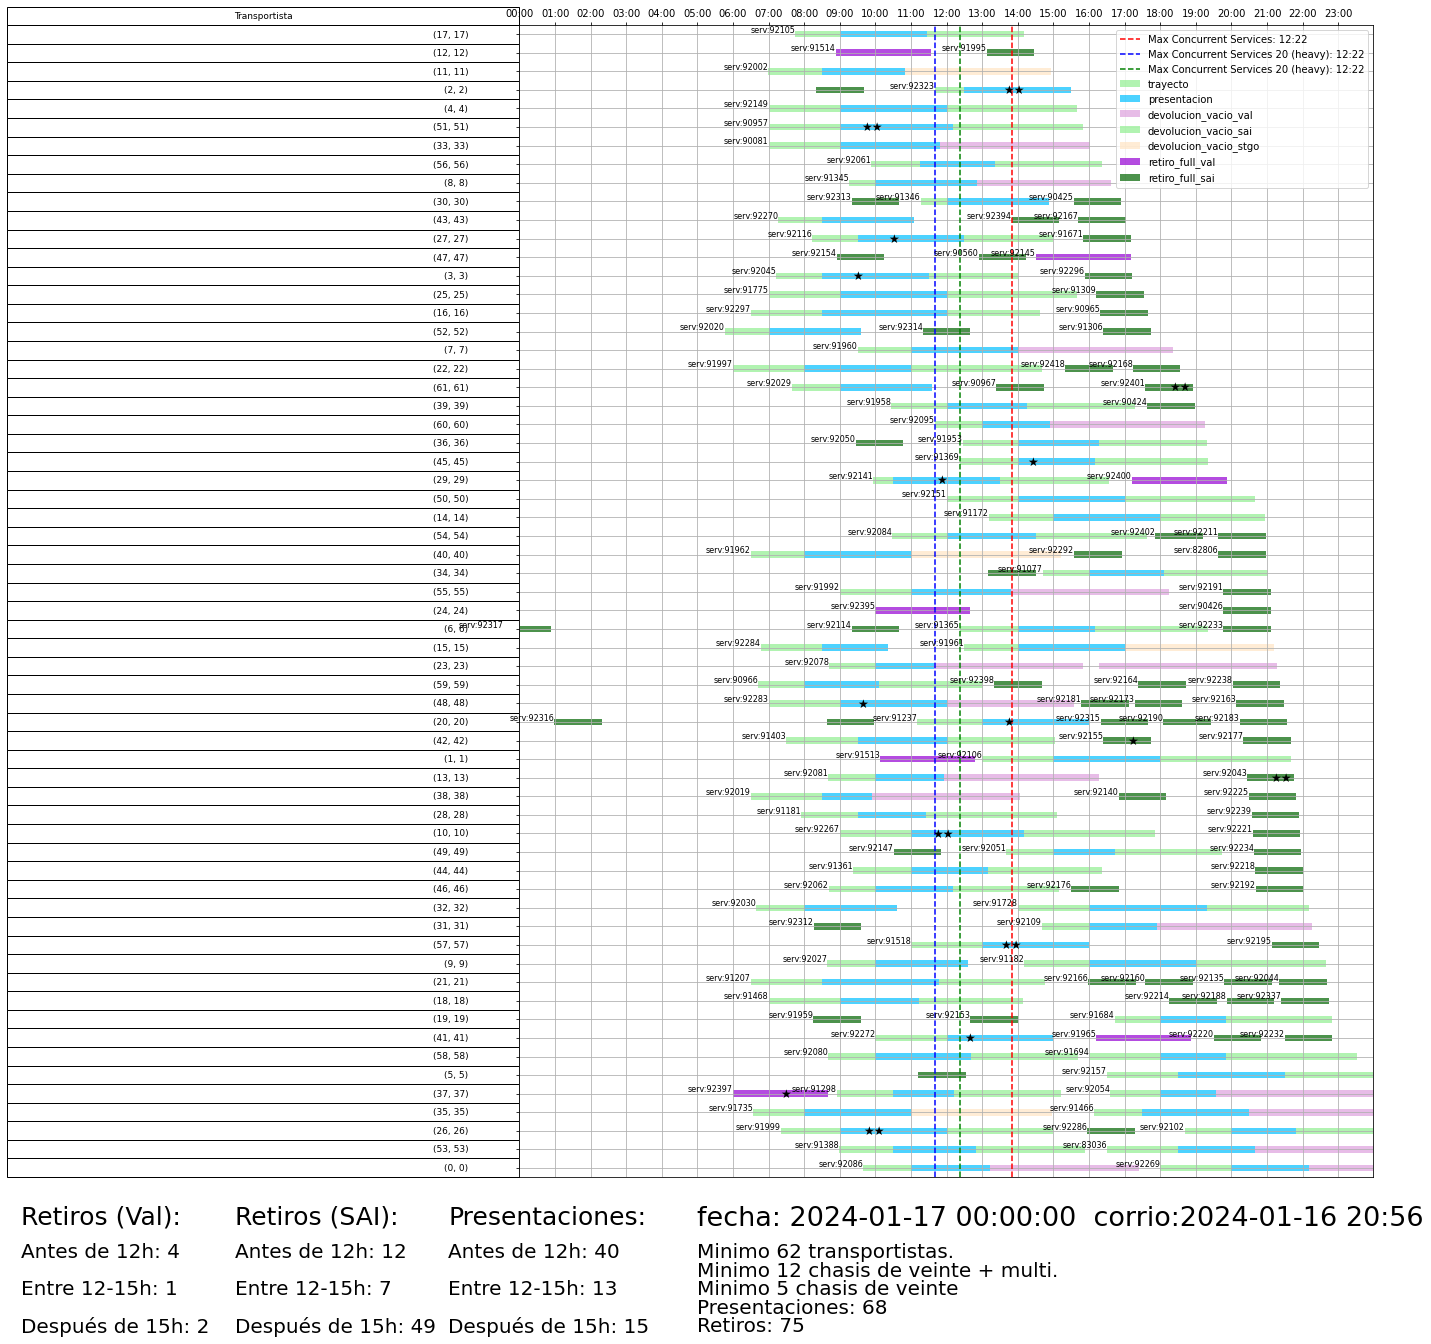 Transportista 00:00 01:00 02:00 03:00 04:00 05:00 06:00 07:00 08:00 09:00 10:00 11:00 12:00 13:00 14:00 15:00 16:00 17:00 18:00 19:00 20:00 21:00 22:00 23:00
(17, 17) serv:92105
(12, 12) serv:91514 serv:91995
(11, 11) serv:92002
(2, 2) serv:92323
(4, 4) serv:92149
(51, 51) serv:90957
(33, 33) serv:90081
(56, 56) serv:92061
(8, 8) serv:91345
(30, 30) serv:92313 serv:91346 serv:90425
(43, 43) serv:92270 serv:92394 serv:92167
(27, 27) serv:92116 serv:91671
(47, 47) serv:92154 serv:90560 serv:92145
(3, 3) serv:92045 serv:92296
(25, 25) serv:91775 serv:91309
(16, 16) serv:92297 serv:90965
(52, 52) serv:92020 serv:92314 serv:91306
(7, 7) serv:91960
(22, 22) serv:91997 serv:92418 serv:92168
(61, 61) serv:92029 serv:90967 serv:92401
(39, 39) serv:91958 serv:90424
(60, 60) serv:92095
(36, 36) serv:92050 serv:91953
(45, 45) serv:91369
(29, 29) serv:92141 serv:92400
(50, 50) serv:92151
(14, 14) serv:91172
(54, 54) serv:92084 serv:92402 serv:92211
(40, 40) serv:91962 serv:92292 serv:82806
(34, 34) serv:91077
(55, 55) serv:91992 serv:92191
(24, 24) serv:92395 serv:90426
(6, 6) serv:92317 serv:92114 serv:91365 serv:92233
(15, 15) serv:92284 serv:91961
(23, 23) serv:92078
(59, 59) serv:90966 serv:92398 serv:92164 serv:92238
(48, 48) serv:92283 serv:92181 serv:92173 serv:92163
(20, 20) serv:92316 serv:91237 serv:92315 serv:92190 serv:92183
(42, 42) serv:91403 serv:92155 serv:92177
(1, 1) serv:91513 serv:92106
(13, 13) serv:92081 serv:92043
(38, 38) serv:92019 serv:92140 serv:92225
(28, 28) serv:91181 serv:92239
(10, 10) serv:92267 serv:92221
(49, 49) serv:92147 serv:92051 serv:92234
(44, 44) serv:91361 serv:92218
(46, 46) serv:92062 serv:92176 serv:92192
(32, 32) serv:92030 serv:91728
(31, 31) serv:92312 serv:92109
(57, 57) serv:91518 serv:92195
(9, 9) serv:92027 serv:91182
(21, 21) serv:91207 serv:92166 serv:92160 serv:92135 serv:92044
(18, 18) serv:91468 serv:92214 serv:92188 serv:92337
(19, 19) serv:91959 serv:92153 serv:91684
(41, 41) serv:92272 serv:91965 serv:92220 serv:92232
(58, 58) serv:92080 serv:91694
(5, 5) serv:92157
(37, 37) serv:92397 serv:91298 serv:92054
(35, 35) serv:91735 serv:91466
(26, 26) serv:91999 serv:92286 serv:92102
(53, 53) serv:91388 serv:83036
(0, 0) serv:92086 serv:92269
Max Concurrent Services: 12:22
Max Concurrent Services 20 (heavy): 12:22
Max Concurrent Services 20 (heavy): 12:22
trayecto
presentacion
devolucion_vacio_val
devolucion_vacio_sai
devolucion_vacio_stgo
retiro_full_val
retiro_full_sai
Retiros (Val):
Antes de 12h: 4
Entre 12-15h: 1
Después de 15h: 2
Retiros (SAI):
Antes de 12h: 12
Entre 12-15h: 7
Después de 15h: 49
Presentaciones:
Antes de 12h: 40
Entre 12-15h: 13
Después de 15h: 15
fecha: 2024-01-17 00:00:00 corrio:2024-01-16 20:56
Minimo 62 transportistas.
Minimo 12 chasis de veinte + multi.
Minimo 5 chasis de veinte
Presentaciones: 68
Retiros: 75